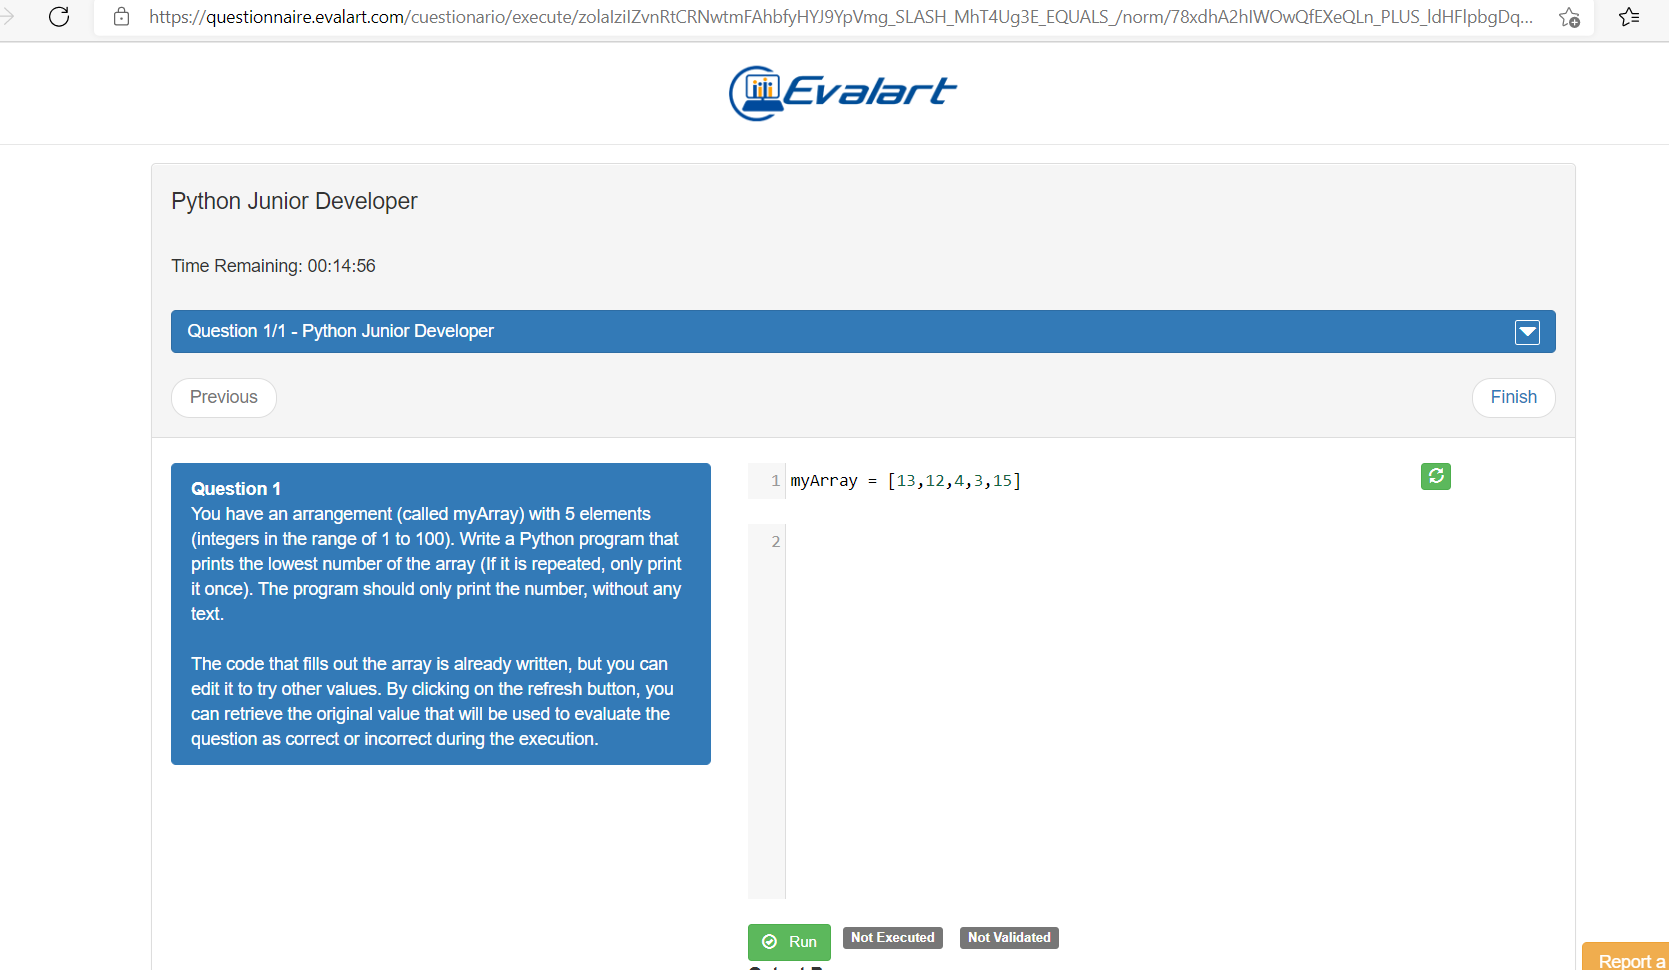 https://questionnaire.evalart.com/cuestionario/execute/zolaIziIZvnRtCRNwtmFAhbfyHYJ9YpVmg_SLASH_MhT4Ug3E_EQUALS_/norm/78xdhA2hIWOwQfEXeQLn_PLUS_ldHFlpbgDq...
Evalart
Python Junior Developer
Time Remaining: 00:14:56
Question 1/1 - Python Junior Developer
Previous
Finish
Question 1
You have an arrangement (called myArray) with 5 elements
(integers in the range of 1 to 100). Write a Python program that
prints the lowest number of the array (If it is repeated, only print
it once). The program should only print the number, without any
text.
The code that fills out the array is already written, but you can
edit it to try other values. By clicking on the refresh button, you
can retrieve the original value that will be used to evaluate the
question as correct or incorrect during the execution.
1 myArray = [13,12,4,3,15]
2
Run
Not Executed
Not Validated
Report a